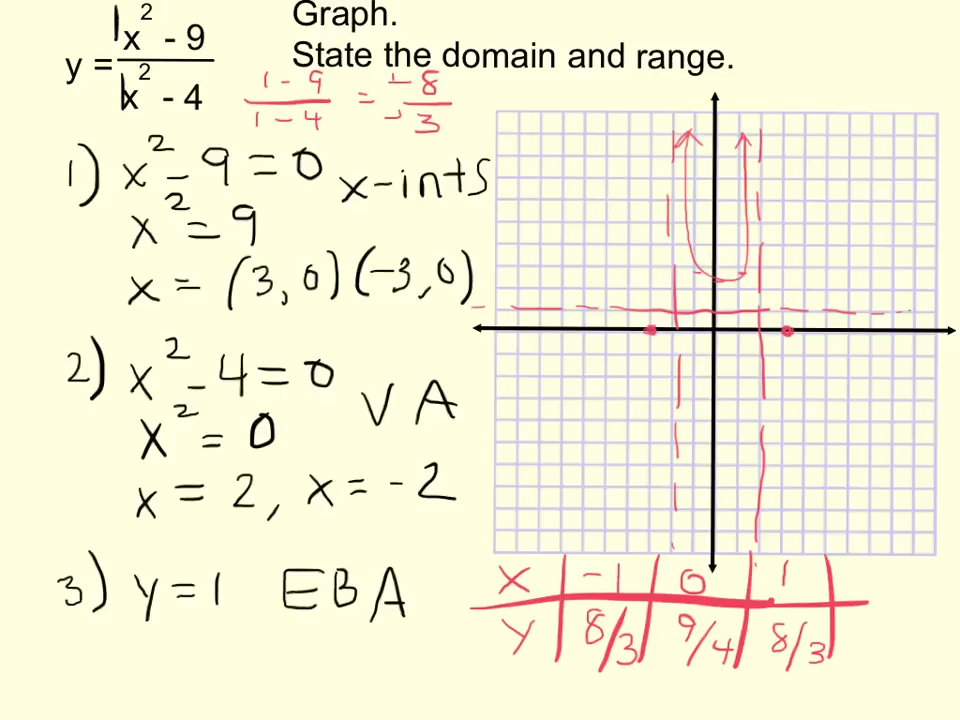 y = 1x² - 9 / 1x² - 4
Graph.
State the domain and range.
1 - 9 / 1 - 4 = - 8 / - 3
1) x² - 9 = 0 x-ints
x² = 9
x = (3, 0) (-3, 0)
2) x² - 4 = 0 VA
x² = 0
x = 2, x = -2
3) y = 1 EBA
x | -1 | 0 | 1
y | 8/3 | 9/4 | 8/3